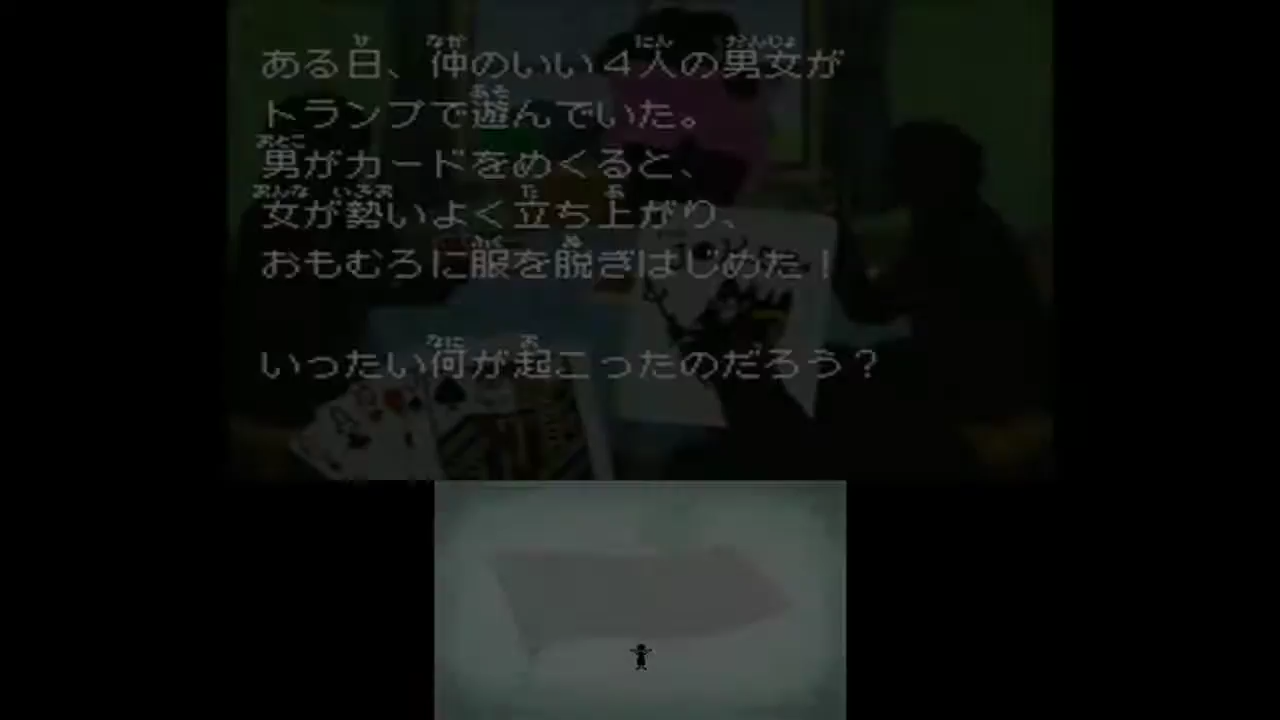 ある日、仲のいい４人の男女が
トランプで遊んでいた。
男がカードをめくると、
女が勢いよく立ち上がり、
おもむろに服を脱ぎはじめた！
いったい何が起こったのだろう？